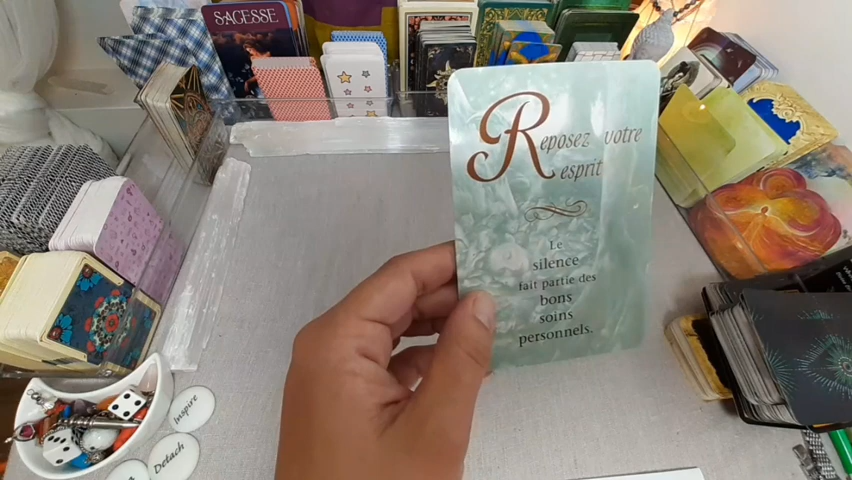 SAGESSE
Reposez votre
esprit
Le
silence
fait partie des
bons
soins
personnels.
Inspire
Detach